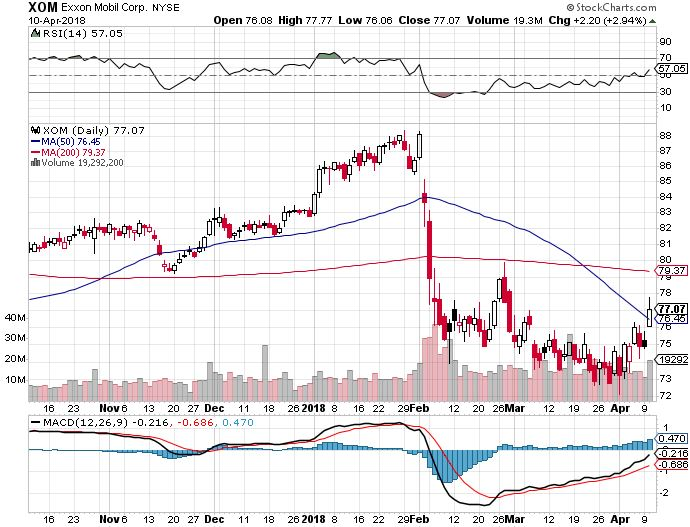 XOM Exxon Mobil Corp. NYSE © StockCharts.com
10-Apr-2018 Open 76.08 High 77.77 Low 76.06 Close 77.07 Volume 19.3M Chg +2.20 (+2.94%)
RSI(14) 57.05
90
70
57.05
50
30
10
XOM (Daily) 77.07
MA(50) 76.45
MA(200) 79.37
Volume 19,292,200
88
87
86
85
84
83
82
81
80
79.37
78
77.07
76.45
76
75
74
73
72
19292
40M
30M
20M
10M
16 23 Nov 6 13 20 27 Dec 11 18 26 2018 8 16 22 29 Feb 12 20 26 Mar 12 19 26 Apr 9
MACD(12,26,9) -0.216, -0.686, 0.470
1
0.470
-0.216
-0.686
-2
16 23 Nov 6 13 20 27 Dec 11 18 26 2018 8 16 22 29 Feb 12 20 26 Mar 12 19 26 Apr 9